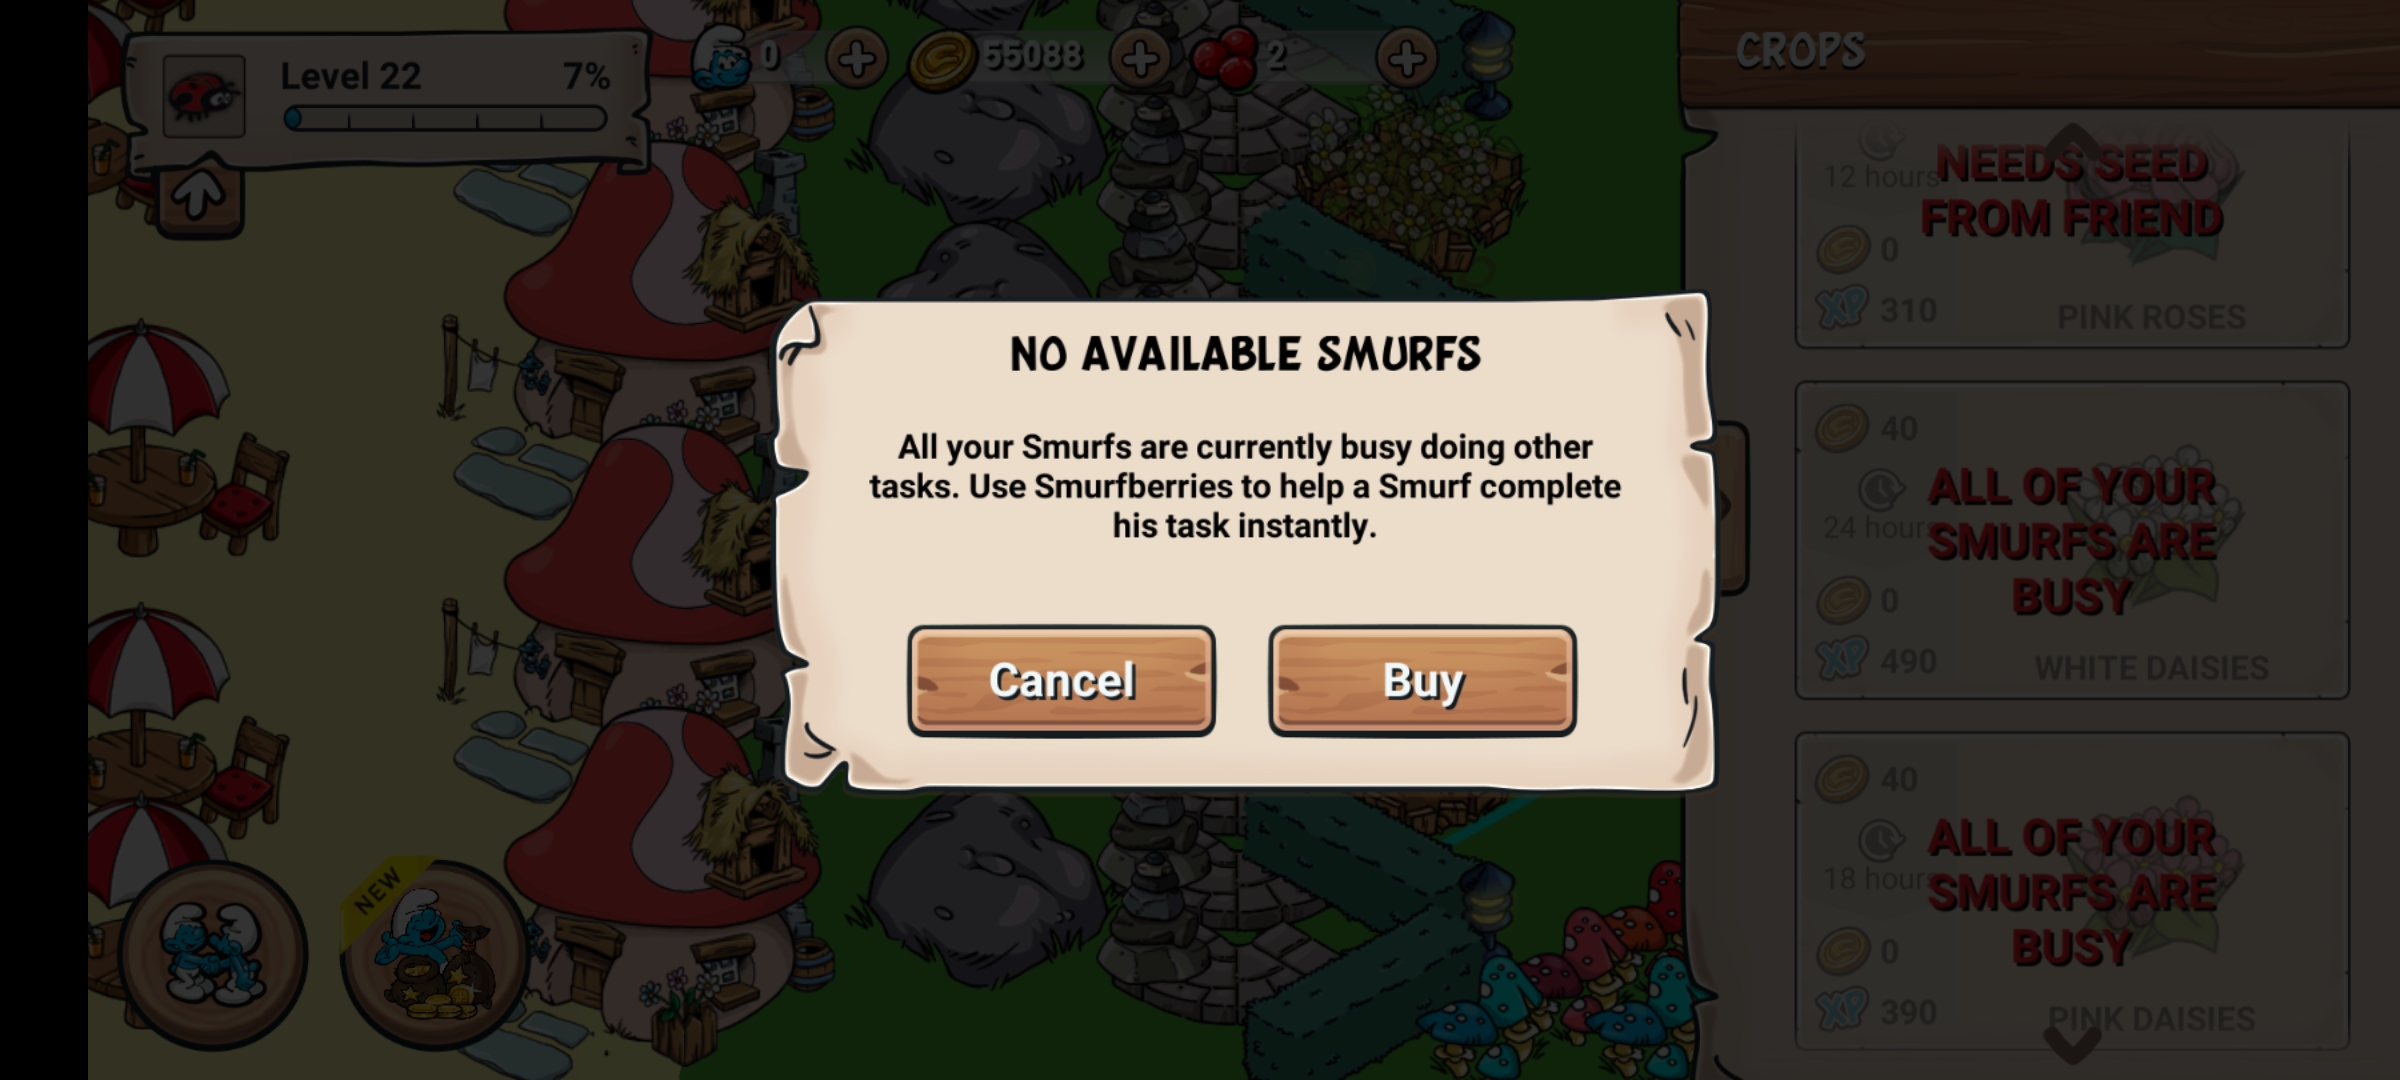 Level 22
7%
0
55088
2
CROPS
12 hours
NEEDS SEED
FROM FRIEND
0
XP 310
PINK ROSES
NO AVAILABLE SMURFS
All your Smurfs are currently busy doing other
tasks. Use Smurfberries to help a Smurf complete
his task instantly.
Cancel
Buy
40
24 hours
ALL OF YOUR
SMURFS ARE
BUSY
0
XP 490
WHITE DAISIES
40
18 hours
ALL OF YOUR
SMURFS ARE
BUSY
0
XP 390
PINK DAISIES
NEW